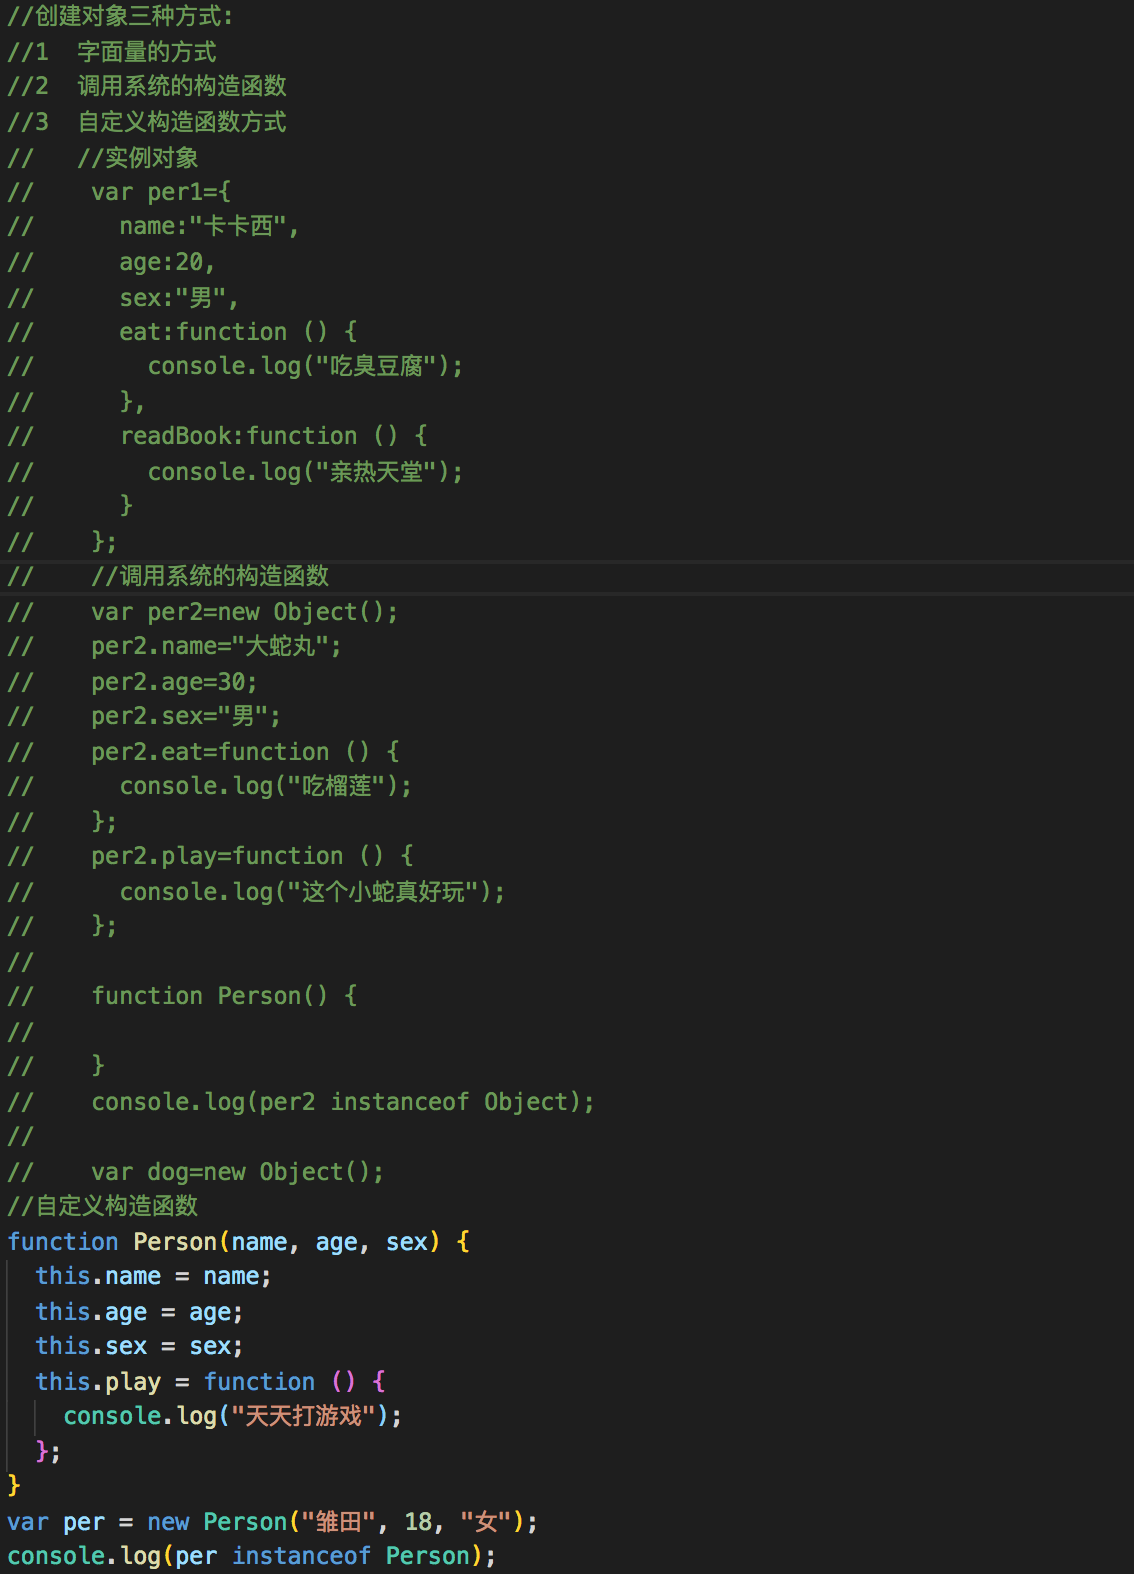 //创建对象三种方式:
//1  字面量的方式
//2  调用系统的构造函数
//3  自定义构造函数方式
//   //实例对象
//    var per1={
//      name:"卡卡西",
//      age:20,
//      sex:"男",
//      eat:function () {
//        console.log("吃臭豆腐");
//      },
//      readBook:function () {
//        console.log("亲热天堂");
//      }
//    };
//    //调用系统的构造函数
//    var per2=new Object();
//    per2.name="大蛇丸";
//    per2.age=30;
//    per2.sex="男";
//    per2.eat=function () {
//      console.log("吃榴莲");
//    };
//    per2.play=function () {
//      console.log("这个小蛇真好玩");
//    };
//
//    function Person() {
//
//    }
//    console.log(per2 instanceof Object);
//
//    var dog=new Object();
//自定义构造函数
function Person(name, age, sex) {
  this.name = name;
  this.age = age;
  this.sex = sex;
  this.play = function () {
    console.log("天天打游戏");
  };
}
var per = new Person("雏田", 18, "女");
console.log(per instanceof Person);